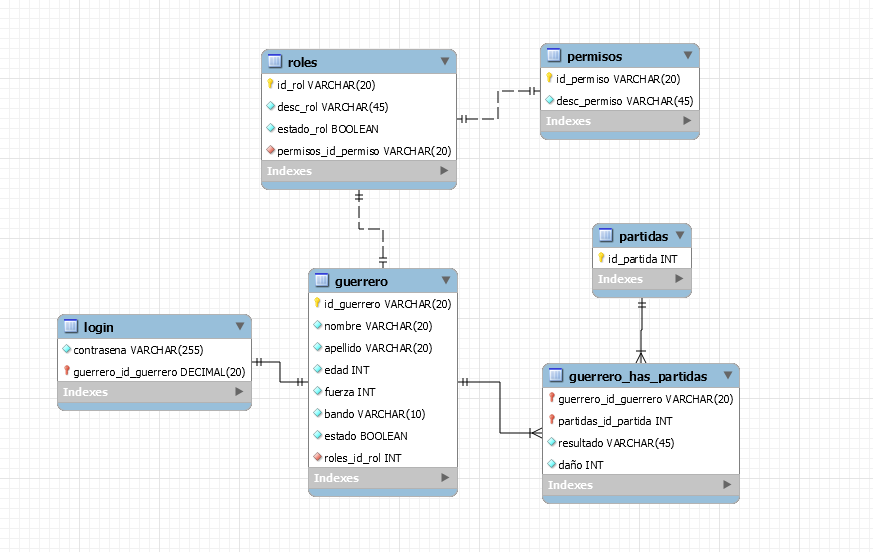 roles
id_rol VARCHAR(20)
desc_rol VARCHAR(45)
estado_rol BOOLEAN
permisos_id_permiso VARCHAR(20)
Indexes
permisos
id_permiso VARCHAR(20)
desc_permiso VARCHAR(45)
Indexes
partidas
id_partida INT
Indexes
guerrero
id_guerrero VARCHAR(20)
nombre VARCHAR(20)
apellido VARCHAR(20)
edad INT
fuerza INT
bando VARCHAR(10)
estado BOOLEAN
roles_id_rol INT
Indexes
login
contrasena VARCHAR(255)
guerrero_id_guerrero DECIMAL(20)
Indexes
guerrero_has_partidas
guerrero_id_guerrero VARCHAR(20)
partidas_id_partida INT
resultado VARCHAR(45)
daño INT
Indexes